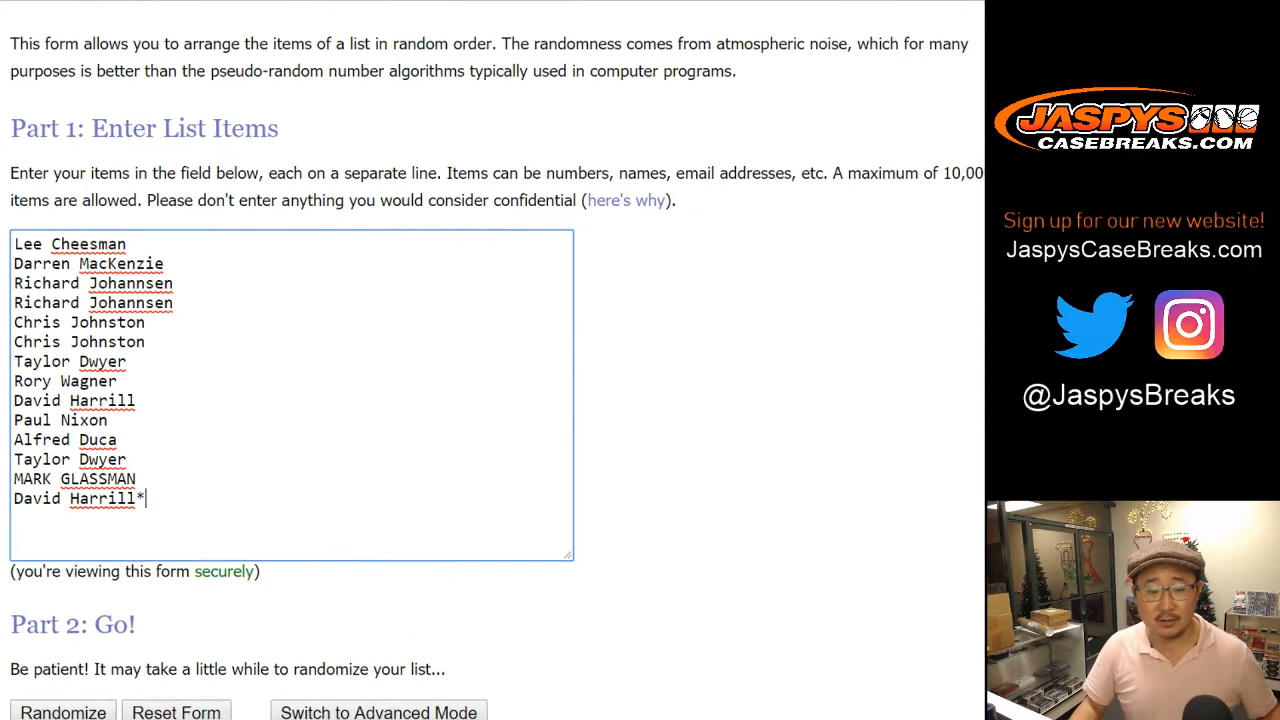 This form allows you to arrange the items of a list in random order. The randomness comes from atmospheric noise, which for many
purposes is better than the pseudo-random number algorithms typically used in computer programs.
Part 1: Enter List Items
Enter your items in the field below, each on a separate line. Items can be numbers, names, email addresses, etc. A maximum of 10,00
items are allowed. Please don't enter anything you would consider confidential (here's why).
Lee Cheesman
Darren MacKenzie
Richard Johannsen
Richard Johannsen
Chris Johnston
Chris Johnston
Taylor Dwyer
Rory Wagner
David Harrill
Paul Nixon
Alfred Duca
Taylor Dwyer
MARK GLASSMAN
David Harrill*
(you're viewing this form securely)
Part 2: Go!
Be patient! It may take a little while to randomize your list...
Randomize Reset Form Switch to Advanced Mode
JASPYS
CASEBREAKS.COM
Sign up for our new website!
JaspysCaseBreaks.com
@JaspysBreaks